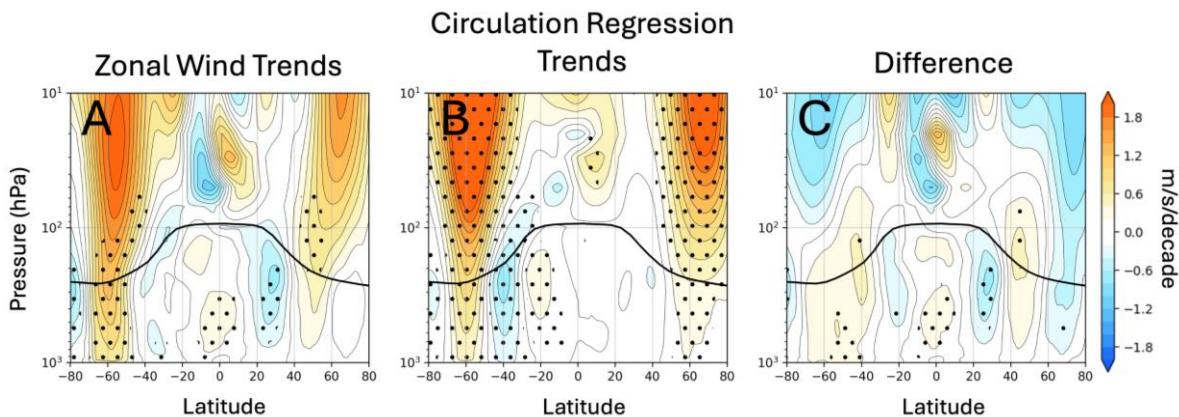 Circulation Regression
Zonal Wind Trends
Trends
Difference
A
B
C
10¹
10²
10³
Pressure (hPa)
−80 −60 −40 −20 0 20 40 60 80
Latitude
10¹
10²
10³
−80 −60 −40 −20 0 20 40 60 80
Latitude
10¹
10²
10³
−80 −60 −40 −20 0 20 40 60 80
Latitude
1.8
1.2
0.6
0.0
−0.6
−1.2
−1.8
m/s/decade